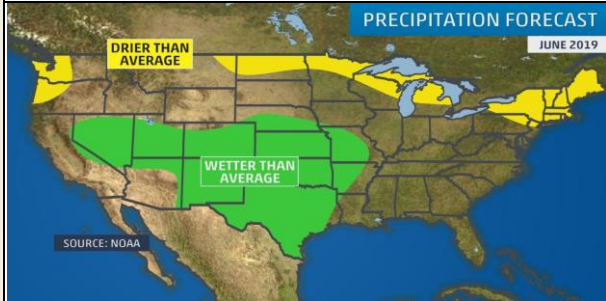 PRECIPITATION FORECAST
JUNE 2019
DRIER THAN
AVERAGE
WETTER THAN
AVERAGE
SOURCE: NOAA